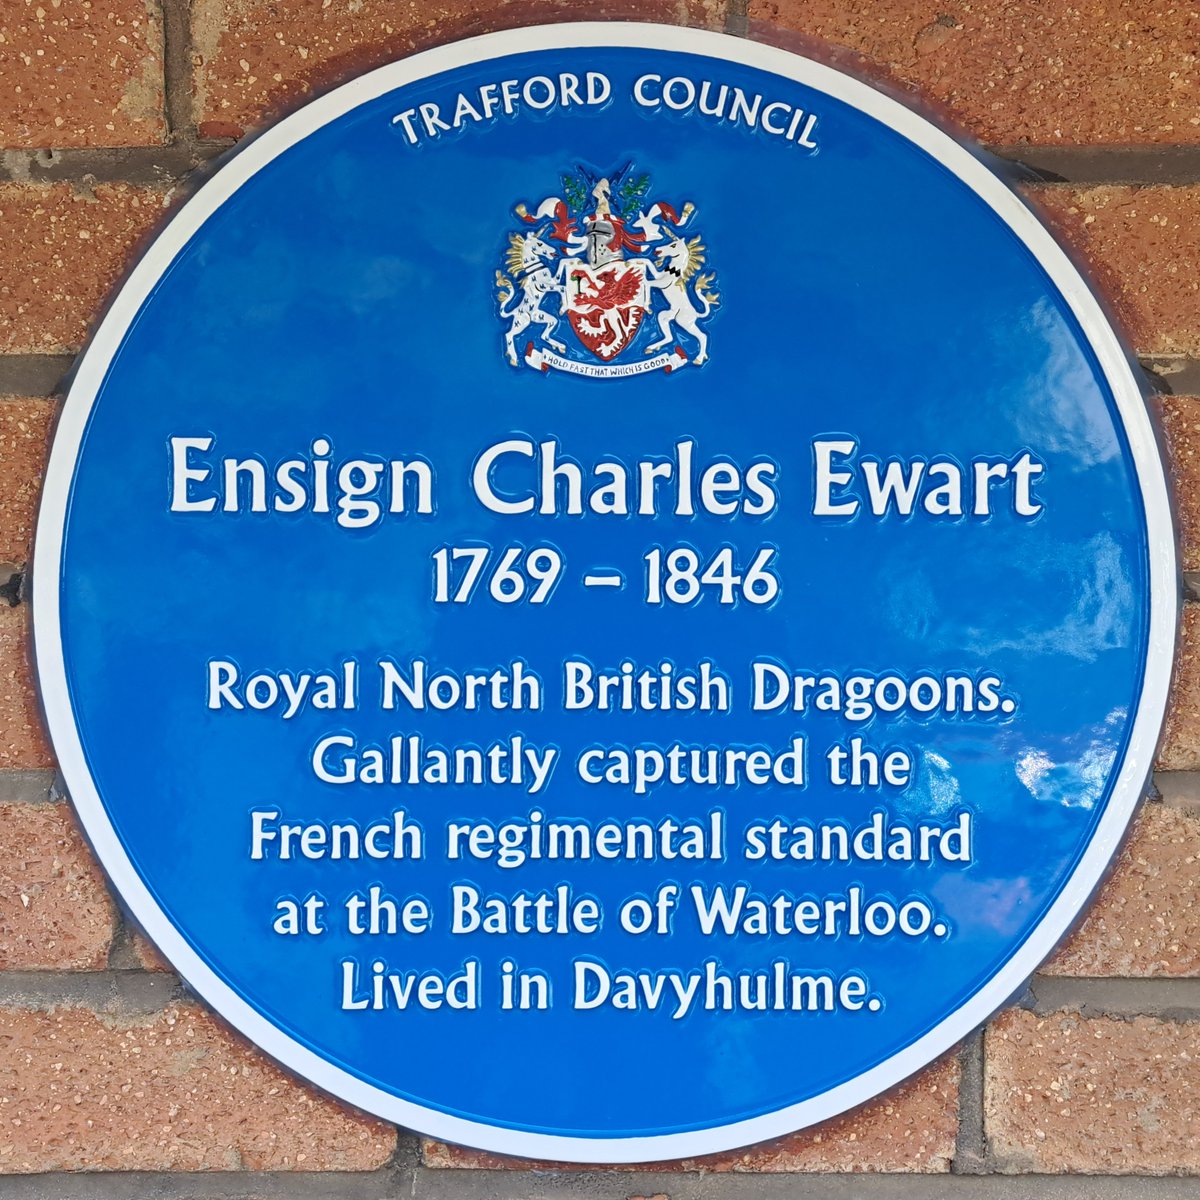 TRAFFORD COUNCIL
HOLD FAST THAT WHICH IS GOOD
Ensign Charles Ewart
1769 – 1846
Royal North British Dragoons.
Gallantly captured the
French regimental standard
at the Battle of Waterloo.
Lived in Davyhulme.